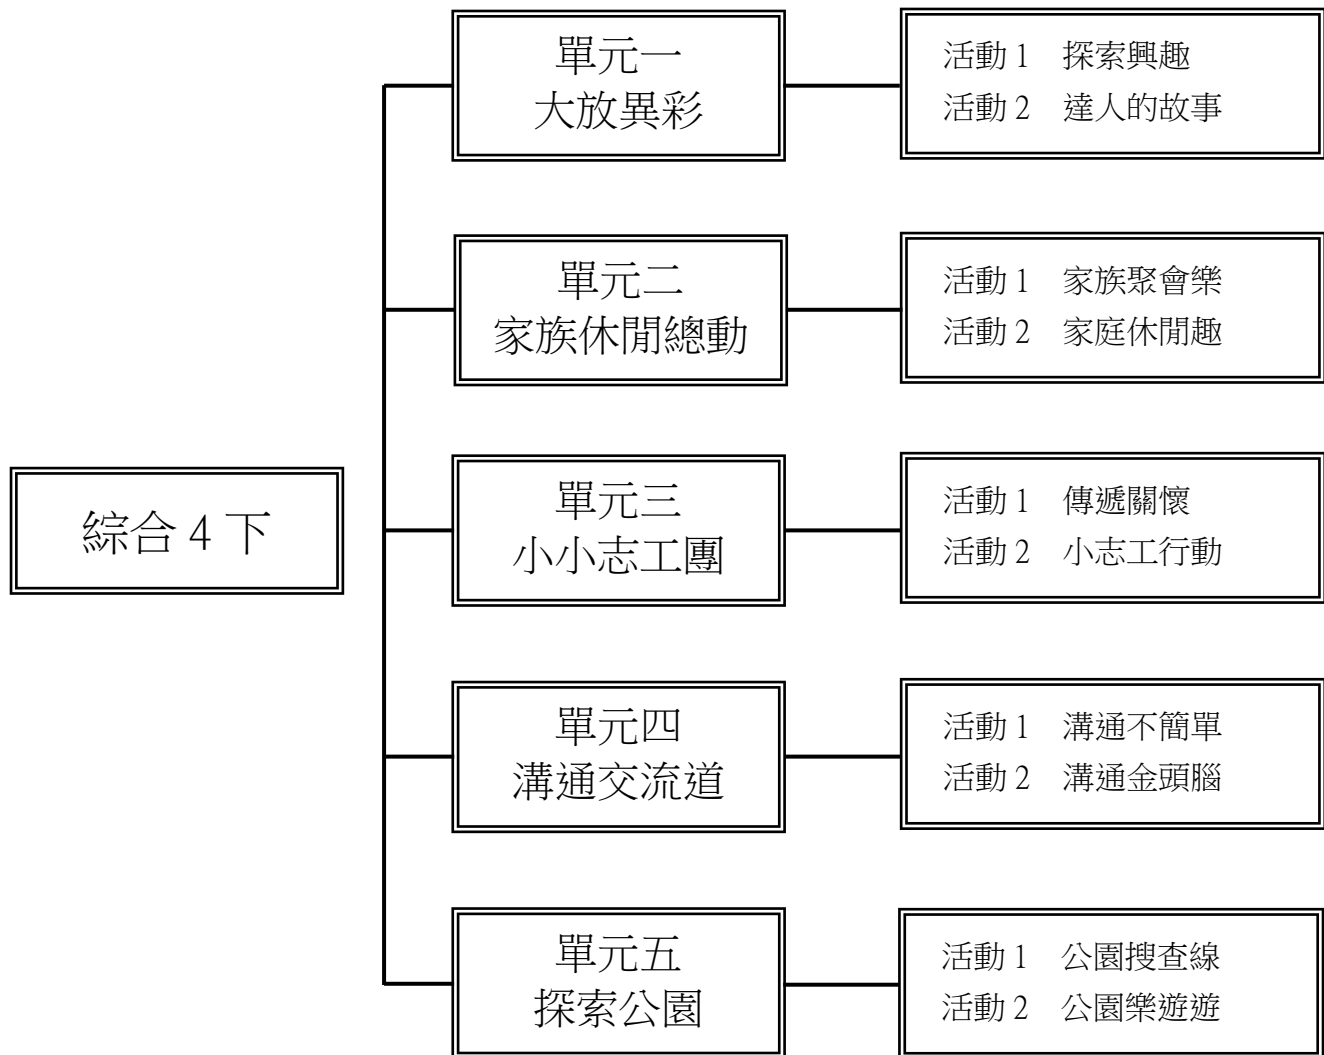 綜合 4 下
單元一
大放異彩
活動 1 探索興趣
活動 2 達人的故事
單元二
家族休閒總動
活動 1 家族聚會樂
活動 2 家庭休閒趣
單元三
小小志工團
活動 1 傳遞關懷
活動 2 小志工行動
單元四
溝通交流道
活動 1 溝通不簡單
活動 2 溝通金頭腦
單元五
探索公園
活動 1 公園搜查線
活動 2 公園樂遊遊